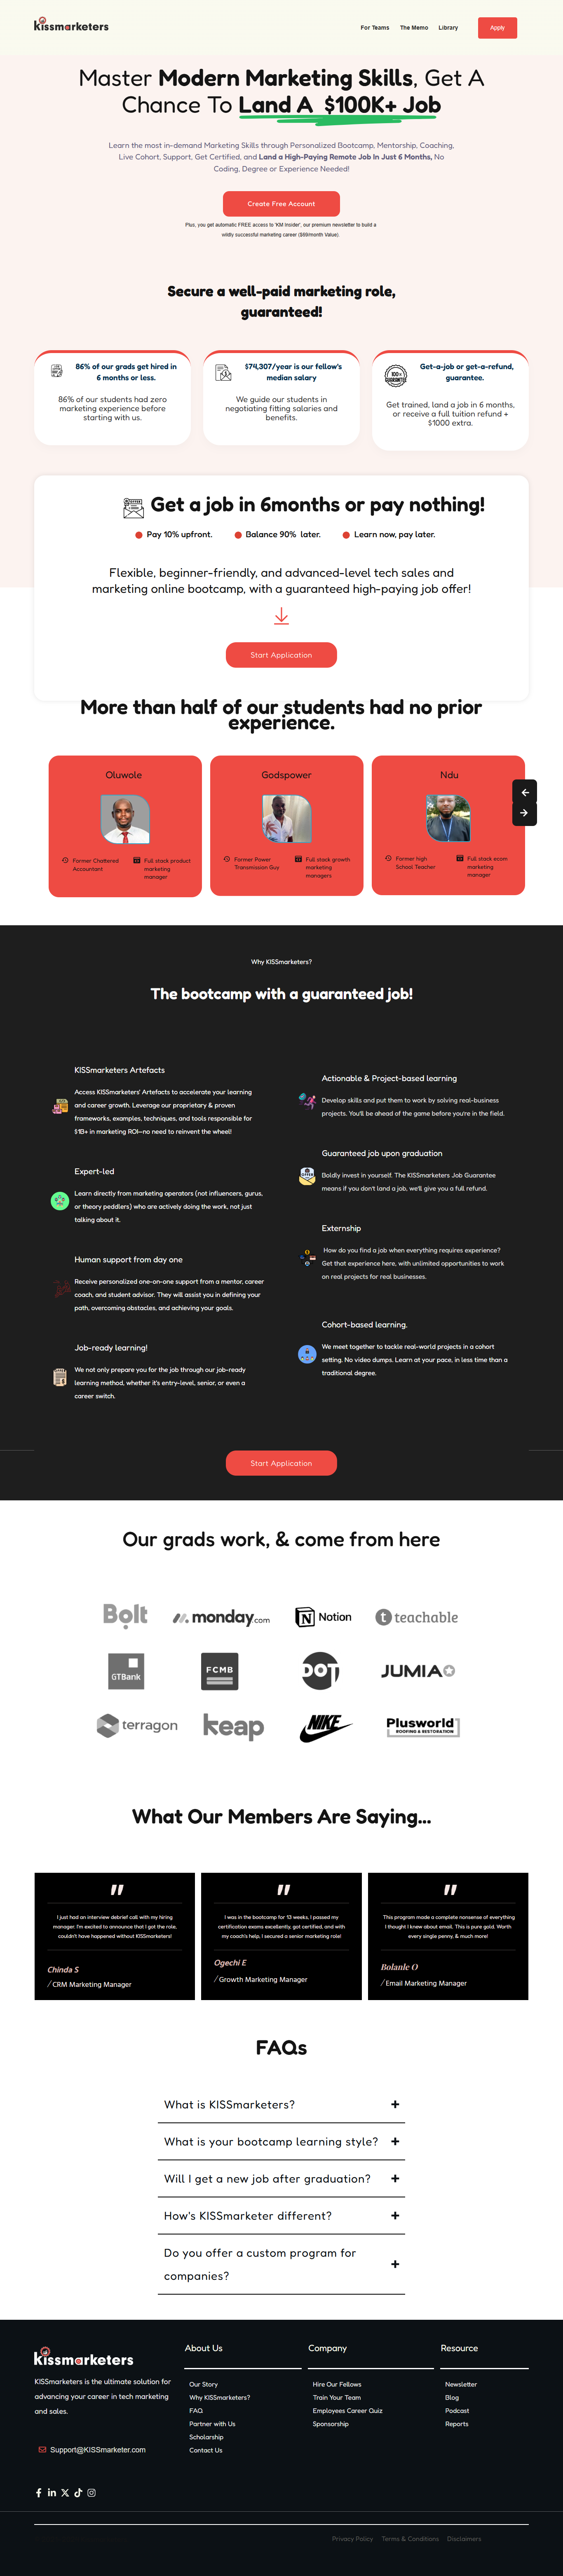 Kissmarketers
For Teams
The Memo
Library
Apply
Master Modern Marketing Skills, Get A
Chance To Land A $100K+ Job
Learn the most in-demand Marketing Skills through Personalized Bootcamp, Mentorship, Coaching,
Live Cohort, Support, Get Certified, and Land a High-Paying Remote Job In Just 6 Months, No
Coding, Degree or Experience Needed!
Create Free Account
Plus, you get automatic FREE access to 'KM Insider', our premium newsletter to build a
wildly successful marketing career ($69/month Value).
Secure a well-paid marketing role,
guaranteed!
86% of our grads get hired in
6 months or less.
86% of our students had zero
marketing experience before
starting with us.
$74,307/year is our fellow's
median salary
We guide our students in
negotiating fitting salaries and
benefits.
100%
GUARANTEE
Get-a-job or get-a-refund,
guarantee.
Get trained, land a job in 6 months,
or receive a full tuition refund +
$1000 extra.
Get a job in 6months or pay nothing!
Pay 10% upfront.
Balance 90% later.
Learn now, pay later.
Flexible, beginner-friendly, and advanced-level tech sales and
marketing online bootcamp, with a guaranteed high-paying job offer!
Start Application
More than half of our students had no prior
experience.
Oluwole
Former Chattered
Accountant
Full stack product
marketing
manager
Godspower
Former Power
Transmission Guy
Full stack growth
marketing
managers
Ndu
Former high
School Teacher
Full stack ecom
marketing
manager
Why KISSmarketers?
The bootcamp with a guaranteed job!
KISSmarketers Artefacts
Access KISSmarketers' Artefacts to accelerate your learning
and career growth. Leverage our proprietary & proven
frameworks, examples, techniques, and tools responsible for
$1B+ in marketing ROI—no need to reinvent the wheel!
Expert-led
Learn directly from marketing operators (not influencers, gurus,
or theory peddlers) who are actively doing the work, not just
talking about it.
Human support from day one
Receive personalized one-on-one support from a mentor, career
coach, and student advisor. They will assist you in defining your
path, overcoming obstacles, and achieving your goals.
Job-ready learning!
We not only prepare you for the job through our job-ready
learning method, whether it's entry-level, senior, or even a
career switch.
Actionable & Project-based learning
Develop skills and put them to work by solving real-business
projects. You'll be ahead of the game before you're in the field.
Guaranteed job upon graduation
Boldly invest in yourself. The KISSmarketers Job Guarantee
means if you don't land a job, we'll give you a full refund.
Externship
How do you find a job when everything requires experience?
Get that experience here, with unlimited opportunities to work
on real projects for real businesses.
Cohort-based learning.
We meet together to tackle real-world projects in a cohort
setting. No video dumps. Learn at your pace, in less time than a
traditional degree.
Start Application
Our grads work, & come from here
Bolt
monday.com
Notion
teachable
GTBank
FCMB
DOT
JUMIA
terragon
keap
NIKE
Plusworld
ROOFING & RESTORATION
What Our Members Are Saying...
I just had an interview debrief call with my hiring
manager. I'm excited to announce that I got the role,
couldn't have happened without KISSmarketers!
Chinda S
/ CRM Marketing Manager
I was in the bootcamp for 13 weeks, I passed my
certification exams excellently, got certified, and with
my coach's help, I secured a senior marketing role!
Ogechi E
/ Growth Marketing Manager
This program made a complete nonsense of everything
I thought I knew about email. This is pure gold. Worth
every single penny, & much more!
Bolanle O
/ Email Marketing Manager
FAQs
What is KISSmarketers?
What is your bootcamp learning style?
Will I get a new job after graduation?
How's KISSmarketer different?
Do you offer a custom program for
companies?
Kissmarketers
KISSmarketers is the ultimate solution for
advancing your career in tech marketing
and sales.
Support@KISSmarketer.com
About Us
Our Story
Why KISSmarketers?
FAQ
Partner with Us
Scholarship
Contact Us
Company
Hire Our Fellows
Train Your Team
Employees Career Quiz
Sponsorship
Resource
Newsletter
Blog
Podcast
Reports
Privacy Policy
Terms & Conditions
Disclaimers